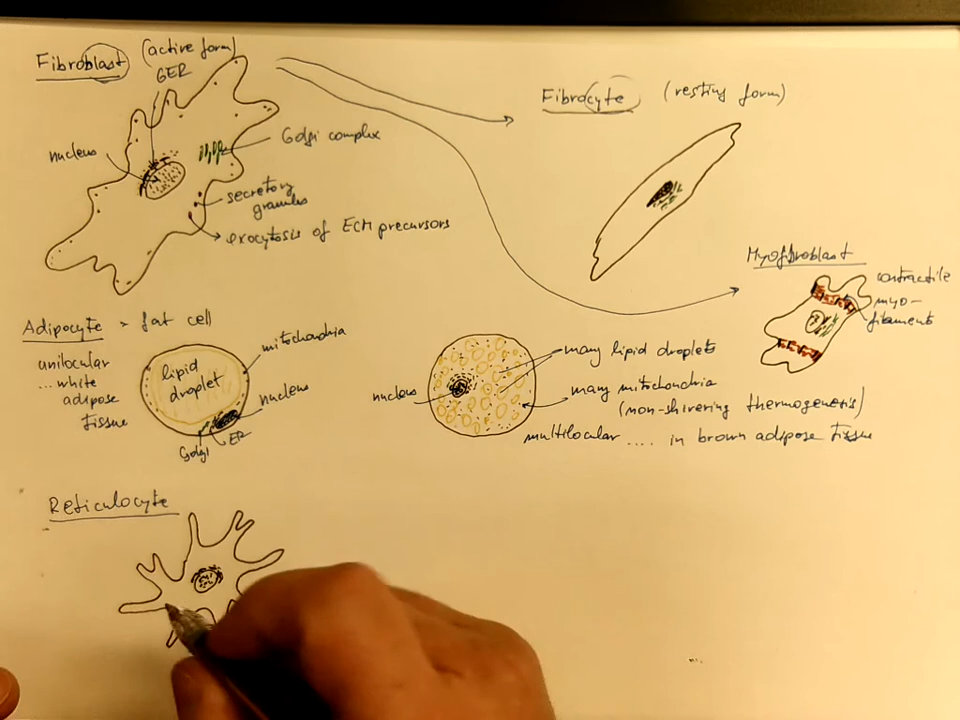 Fibroblast (active form)
GER
nucleus
Golgi complex
secretory
granules
exocytosis of ECM precursors
Fibrocyte (resting form)
Myofibroblast
contractile
myo-
filaments
Adipocyte > fat cell
unilocular
... white
adipose
tissue
lipid
droplet
mitochondria
nucleus
ER
Golgi
nucleus
many lipid droplets
many mitochondria
(non-shivering thermogenesis)
multilocular .... in brown adipose tissue
Reticulocyte